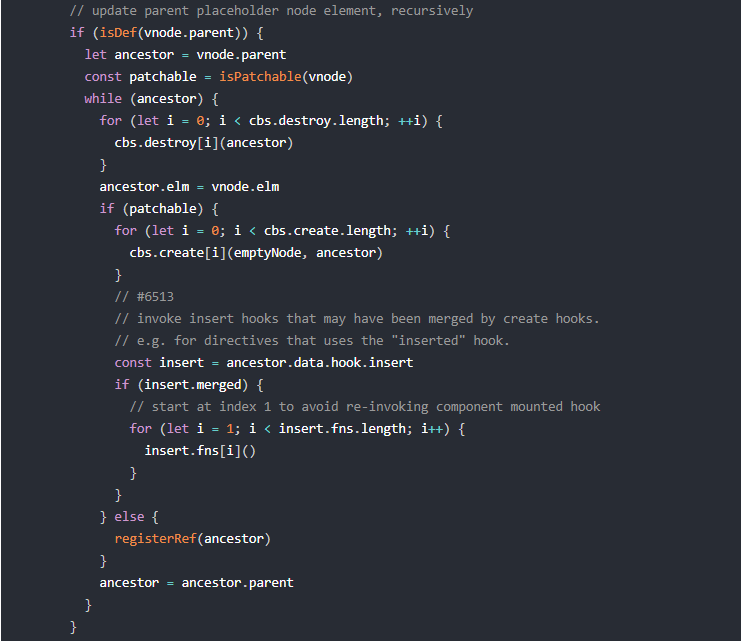 // update parent placeholder node element, recursively
if (isDef(vnode.parent)) {
let ancestor = vnode.parent
const patchable = isPatchable(vnode)
while (ancestor) {
for (let i = 0; i < cbs.destroy.length; ++i) {
cbs.destroy[i](ancestor)
}
ancestor.elm = vnode.elm
if (patchable) {
for (let i = 0; i < cbs.create.length; ++i) {
cbs.create[i](emptyNode, ancestor)
}
// #6513
// invoke insert hooks that may have been merged by create hooks.
// e.g. for directives that uses the "inserted" hook.
const insert = ancestor.data.hook.insert
if (insert.merged) {
// start at index 1 to avoid re-invoking component mounted hook
for (let i = 1; i < insert.fns.length; i++) {
insert.fns[i]()
}
}
} else {
registerRef(ancestor)
}
ancestor = ancestor.parent
}
}